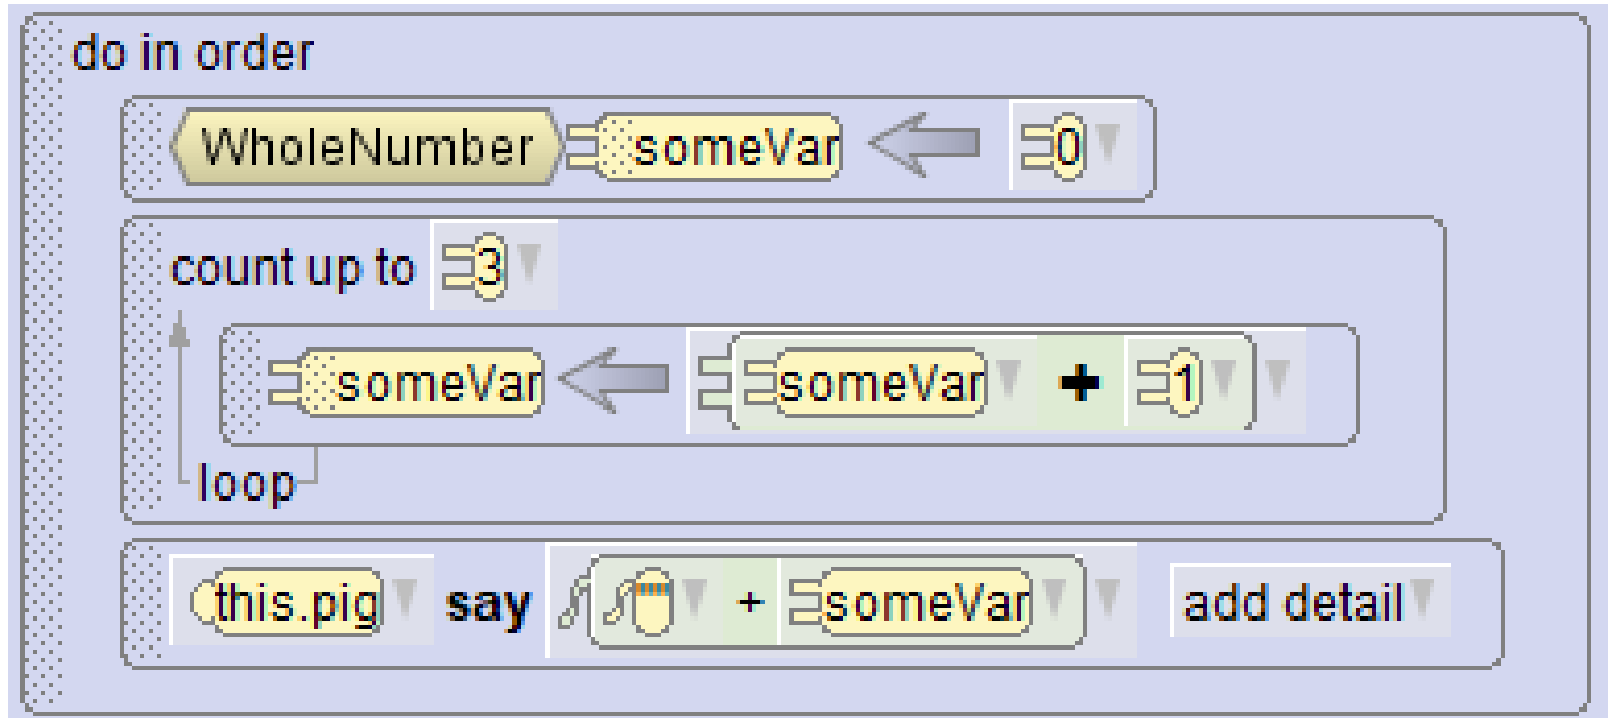 do in order
WholeNumber someVar 0
count up to 3
someVar someVar + 1
loop
this.pig say + someVar add detail